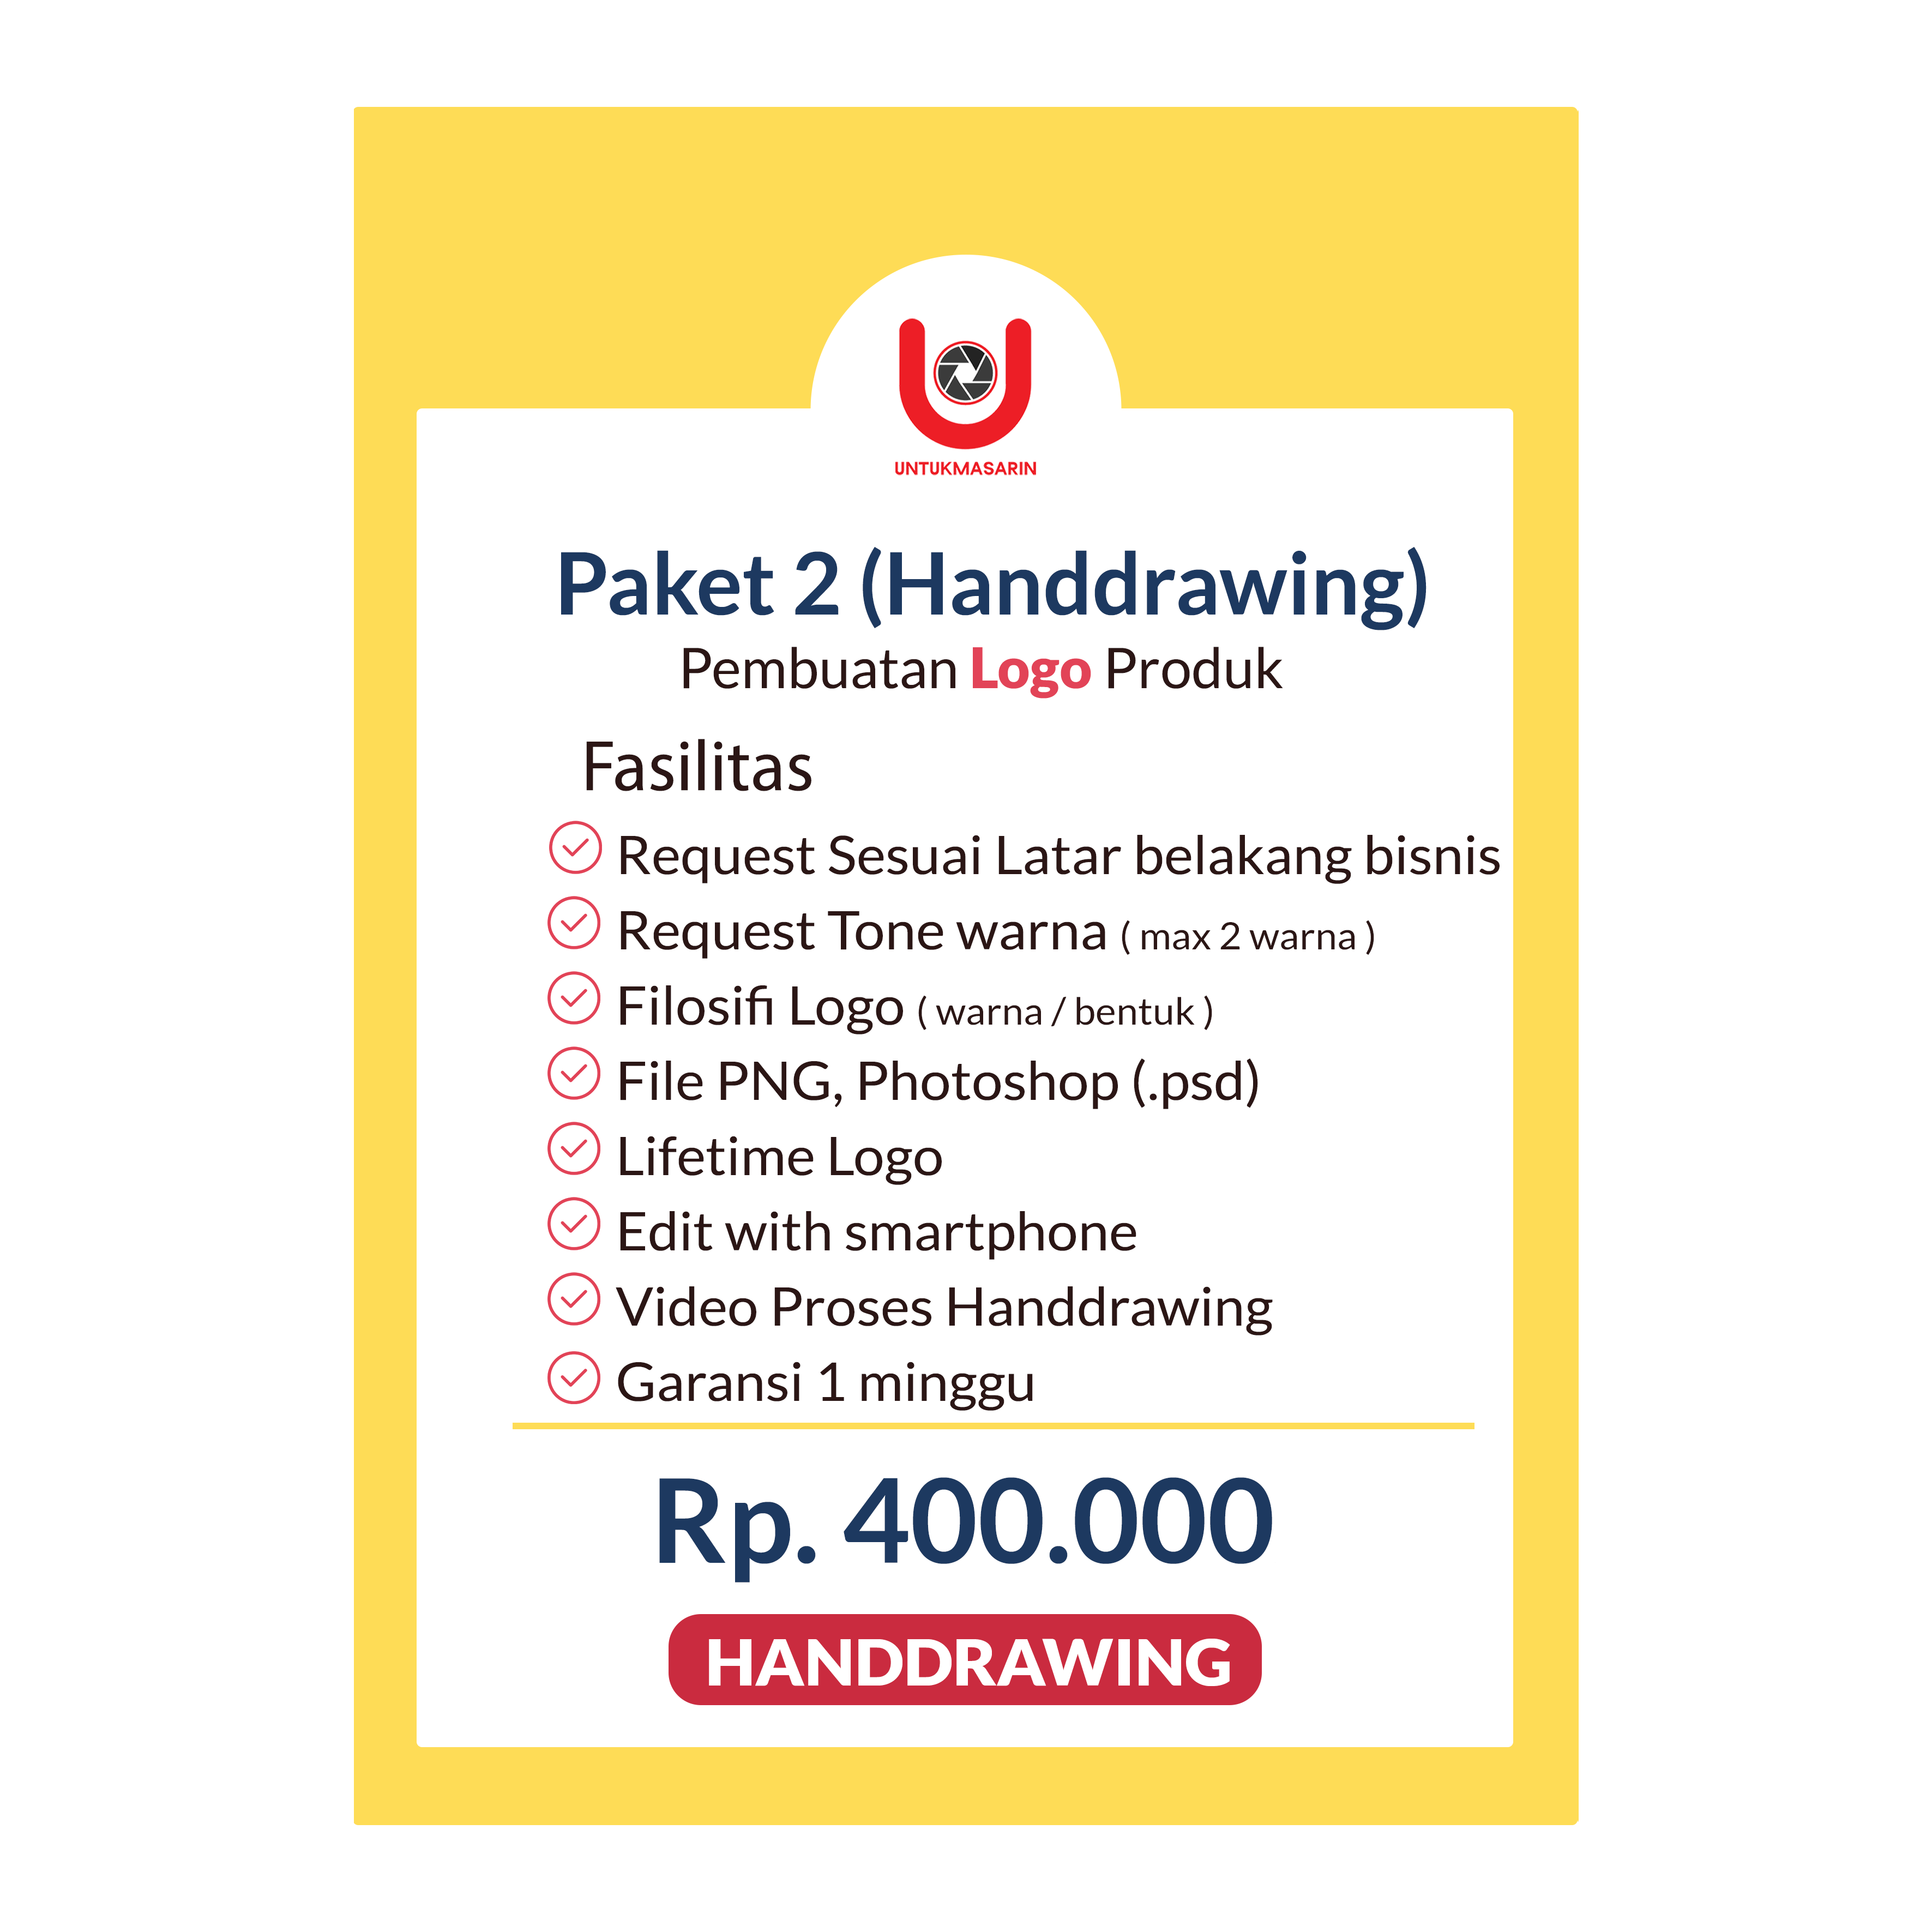 UNTUKMASARIN
Paket 2 (Handdrawing)
Pembuatan Logo Produk
Fasilitas
Request Sesuai Latar belakang bisnis
Request Tone warna ( max 2 warna )
Filosifi Logo ( warna / bentuk )
File PNG, Photoshop (.psd)
Lifetime Logo
Edit with smartphone
Video Proses Handdrawing
Garansi 1 minggu
Rp. 400.000
HANDDRAWING